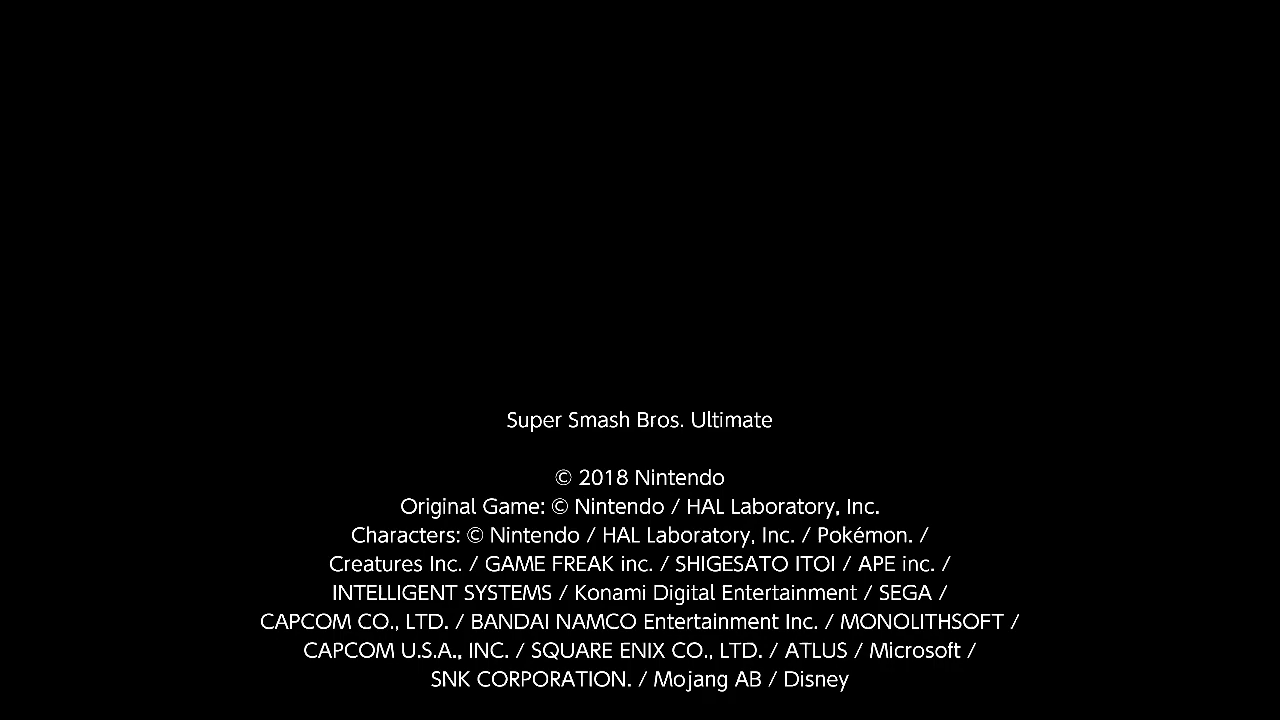 Super Smash Bros. Ultimate
© 2018 Nintendo
Original Game: © Nintendo / HAL Laboratory, Inc.
Characters: © Nintendo / HAL Laboratory, Inc. / Pokémon. /
Creatures Inc. / GAME FREAK inc. / SHIGESATO ITOI / APE inc. /
INTELLIGENT SYSTEMS / Konami Digital Entertainment / SEGA /
CAPCOM CO., LTD. / BANDAI NAMCO Entertainment Inc. / MONOLITHSOFT /
CAPCOM U.S.A., INC. / SQUARE ENIX CO., LTD. / ATLUS / Microsoft /
SNK CORPORATION. / Mojang AB / Disney